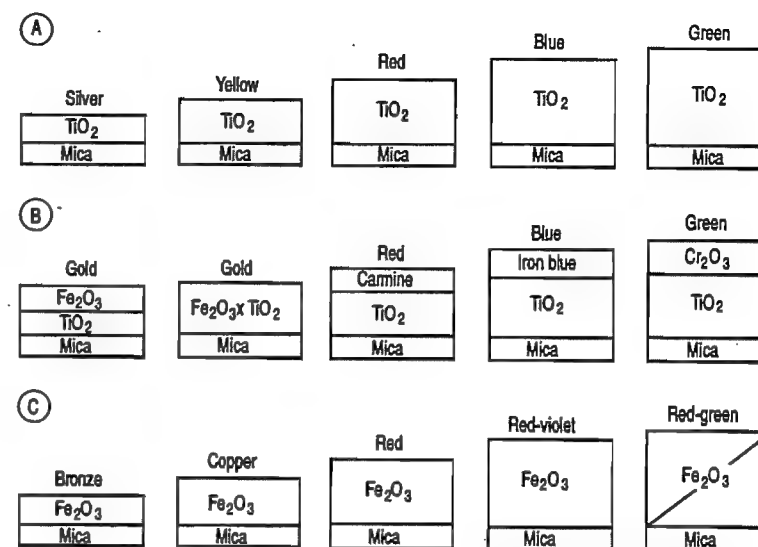 A
Silver
TiO₂
Mica
Yellow
TiO₂
Mica
Red
TiO₂
Mica
Blue
TiO₂
Mica
Green
TiO₂
Mica
B
Gold
Fe₂O₃
TiO₂
Mica
Gold
Fe₂O₃x TiO₂
Mica
Red
Carmine
TiO₂
Mica
Blue
Iron blue
TiO₂
Mica
Green
Cr₂O₃
TiO₂
Mica
C
Bronze
Fe₂O₃
Mica
Copper
Fe₂O₃
Mica
Red
Fe₂O₃
Mica
Red-violet
Fe₂O₃
Mica
Red-green
Fe₂O₃
Mica